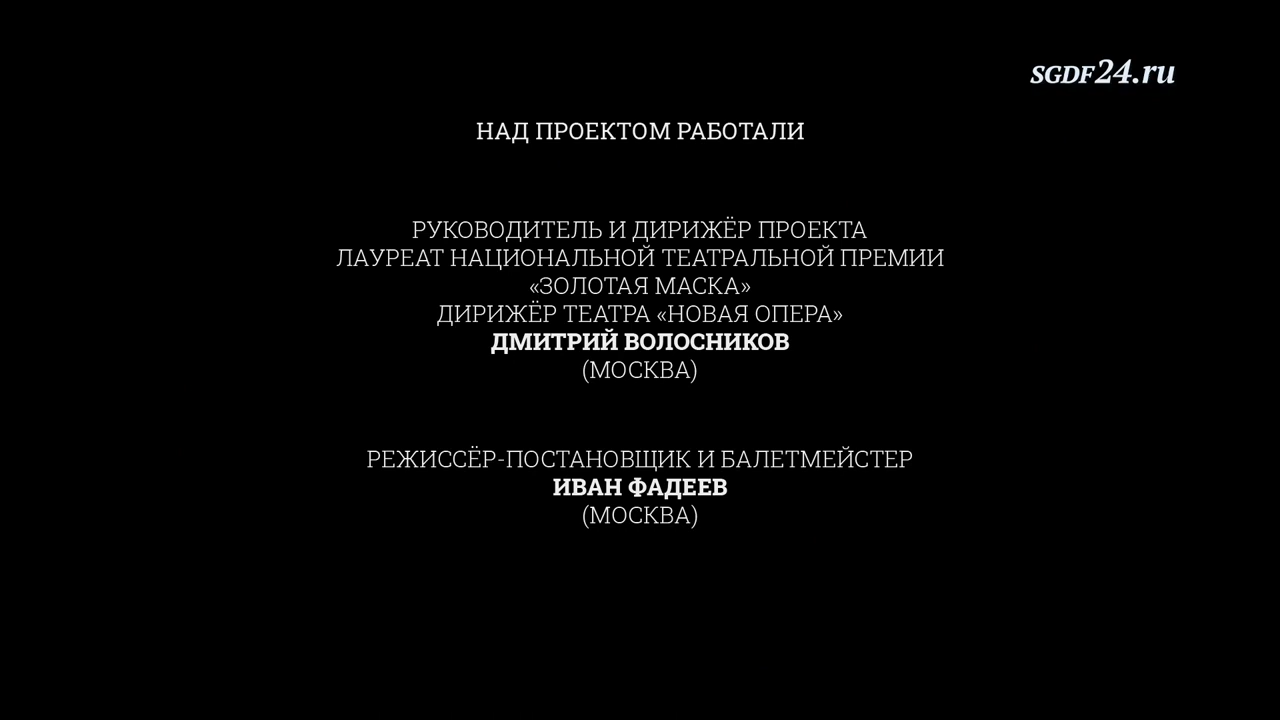 SGDF24.ru
НАД ПРОЕКТОМ РАБОТАЛИ
РУКОВОДИТЕЛЬ И ДИРИЖЁР ПРОЕКТА
ЛАУРЕАТ НАЦИОНАЛЬНОЙ ТЕАТРАЛЬНОЙ ПРЕМИИ
«ЗОЛОТАЯ МАСКА»
ДИРИЖЁР ТЕАТРА «НОВАЯ ОПЕРА»
ДМИТРИЙ ВОЛОСНИКОВ
(МОСКВА)
РЕЖИССЁР-ПОСТАНОВЩИК И БАЛЕТМЕЙСТЕР
ИВАН ФАДЕЕВ
(МОСКВА)